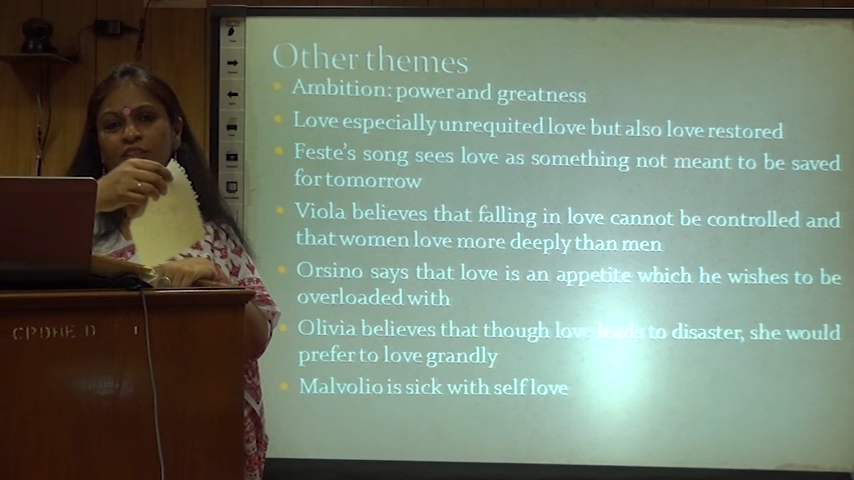 Other themes
Ambition: power and greatness
Love especially unrequited love but also love restored
Feste's song sees love as something not meant to be saved
for tomorrow
Viola believes that falling in love cannot be controlled and
that women love more deeply than men
Orsino says that love is an appetite which he wishes to be
overloaded with
Olivia believes that though love leads to disaster, she would
prefer to love grandly
Malvolio is sick with self love
CPDHE D 1